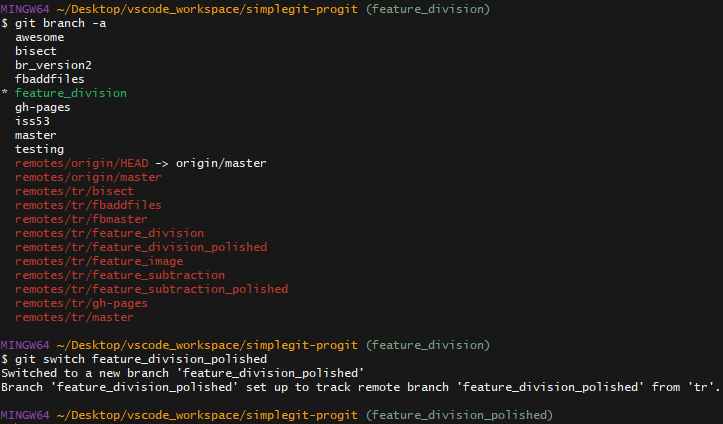 MINGW64 ~/Desktop/vscode_workspace/simplegit-progit (feature_division)
$ git branch -a
  awesome
  bisect
  br_version2
  fbaddfiles
* feature_division
  gh-pages
  iss53
  master
  testing
  remotes/origin/HEAD -> origin/master
  remotes/origin/master
  remotes/tr/bisect
  remotes/tr/fbaddfiles
  remotes/tr/fbmaster
  remotes/tr/feature_division
  remotes/tr/feature_division_polished
  remotes/tr/feature_image
  remotes/tr/feature_subtraction
  remotes/tr/feature_subtraction_polished
  remotes/tr/gh-pages
  remotes/tr/master
MINGW64 ~/Desktop/vscode_workspace/simplegit-progit (feature_division)
$ git switch feature_division_polished
Switched to a new branch 'feature_division_polished'
Branch 'feature_division_polished' set up to track remote branch 'feature_division_polished' from 'tr'.
MINGW64 ~/Desktop/vscode_workspace/simplegit-progit (feature_division_polished)